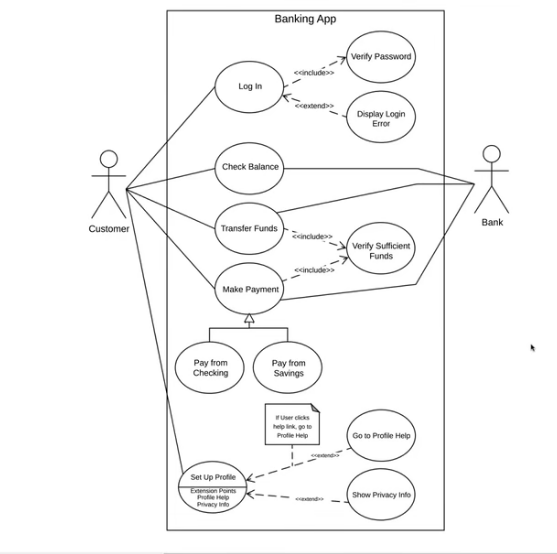 Banking App
Verify Password
<<include>>
Log In
<<extend>>
Display Login
Error
Check Balance
Customer
Bank
Transfer Funds
<<include>>
Verify Sufficient
Funds
<<include>>
Make Payment
Pay from
Checking
Pay from
Savings
If User clicks
help link, go to
Profile Help
Go to Profile Help
<<extend>>
Set Up Profile
Extension Points
Profile Help
Privacy Info
<<extend>>
Show Privacy Info